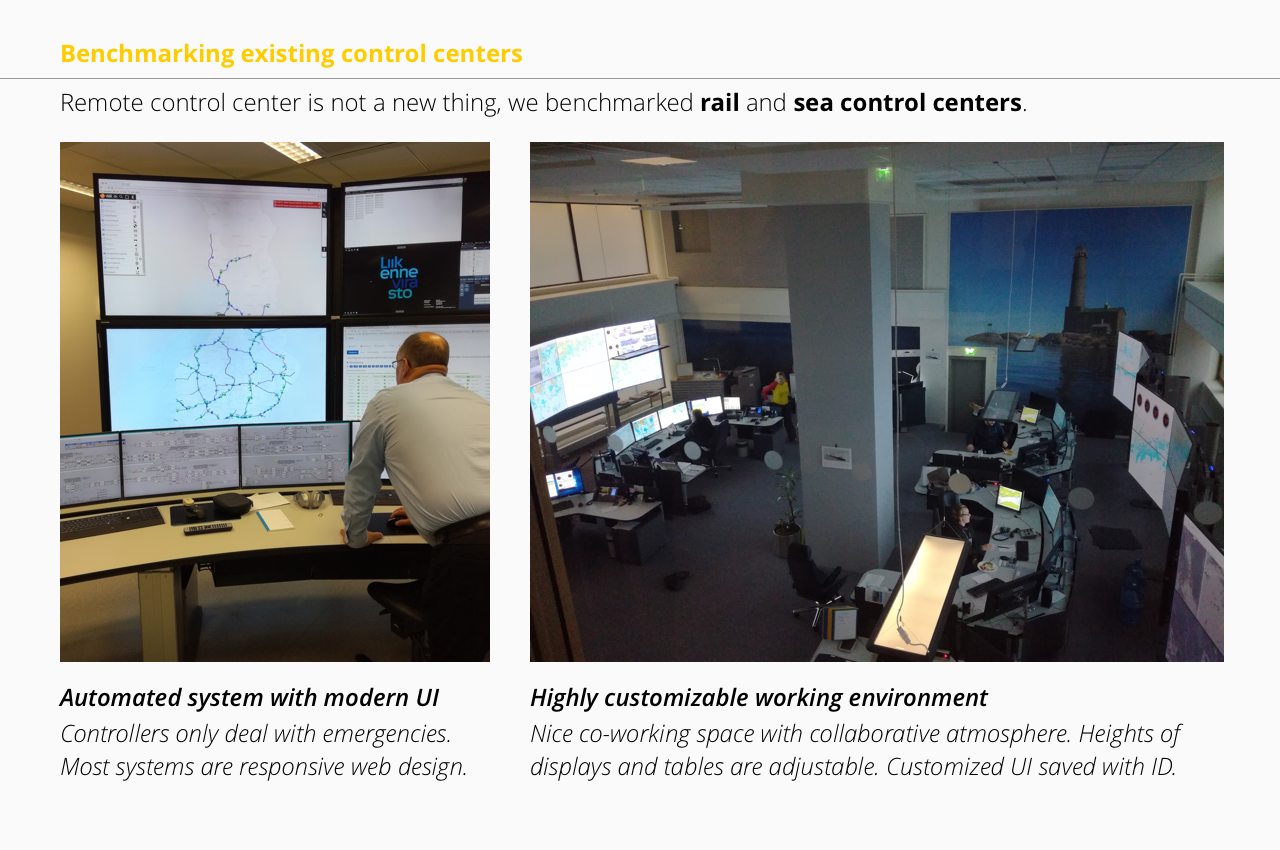 Benchmarking existing control centers
Remote control center is not a new thing, we benchmarked rail and sea control centers.
Liik
enne
vira
sto
Automated system with modern UI
Controllers only deal with emergencies.
Most systems are responsive web design.
Highly customizable working environment
Nice co-working space with collaborative atmosphere. Heights of
displays and tables are adjustable. Customized UI saved with ID.